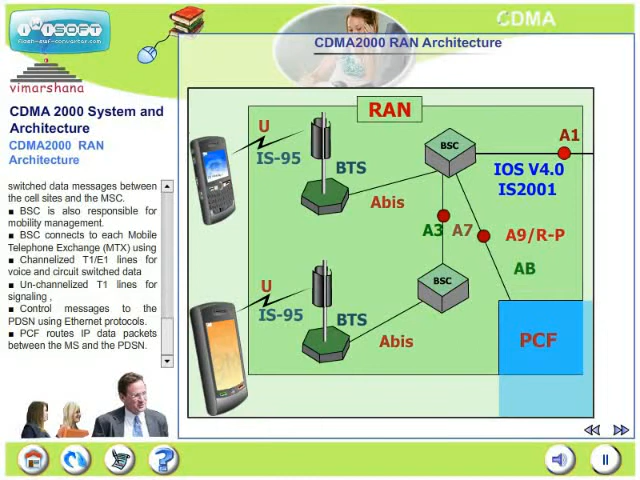 iWiSOFT
flash-swf-converter.com
CDMA
CDMA2000 RAN Architecture
vimarshana
CDMA 2000 System and
Architecture
CDMA2000 RAN
Architecture
switched data messages between
the cell sites and the MSC.
■ BSC is also responsible for
mobility management.
■ BSC connects to each Mobile
Telephone Exchange (MTX) using
■ Channelized T1/E1 lines for
voice and circuit switched data
■ Un-channelized T1 lines for
signaling ,
■ Control messages to the
PDSN using Ethernet protocols.
■ PCF routes IP data packets
between the MS and the PDSN.
RAN
U
IS-95
BTS
Abis
BSC
A1
IOS V4.0
IS2001
A3
A7
A9/R-P
AB
BSC
U
IS-95
BTS
Abis
PCF